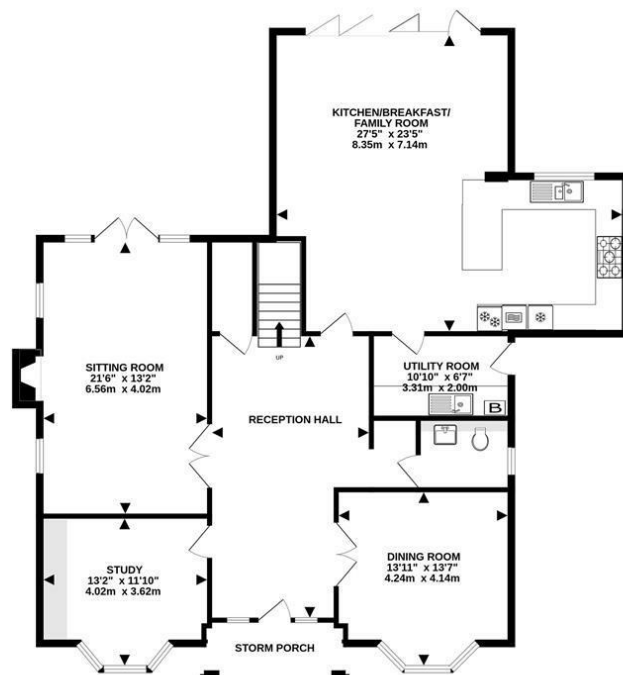 KITCHEN/BREAKFAST/
FAMILY ROOM
27'5" x 23'5"
8.35m x 7.14m
SITTING ROOM
21'6" x 13'2"
6.56m x 4.02m
UP
UTILITY ROOM
10'10" x 6'7"
3.31m x 2.00m
B
RECEPTION HALL
STUDY
13'2" x 11'10"
4.02m x 3.62m
DINING ROOM
13'11" x 13'7"
4.24m x 4.14m
STORM PORCH